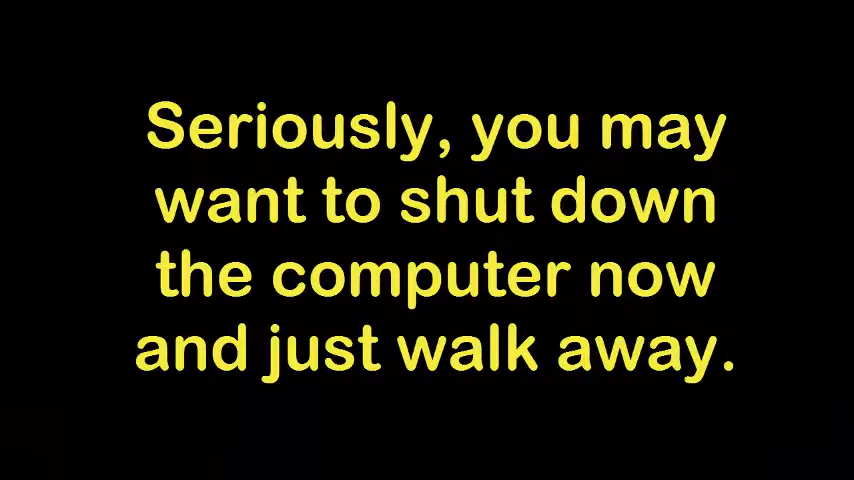 Seriously, you may
want to shut down
the computer now
and just walk away.